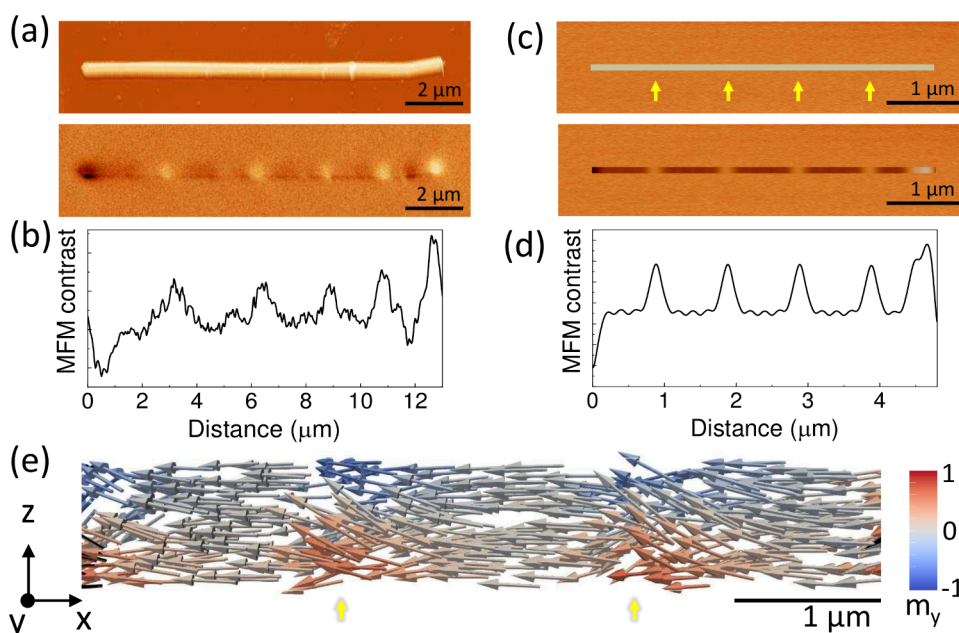 (a)
2 µm
2 µm
(b)
MFM contrast
0 2 4 6 8 10 12
Distance (µm)
(c)
1 µm
1 µm
(d)
MFM contrast
0 1 2 3 4
Distance (µm)
(e)
z
y x
1 µm
1
0
-1
m_y